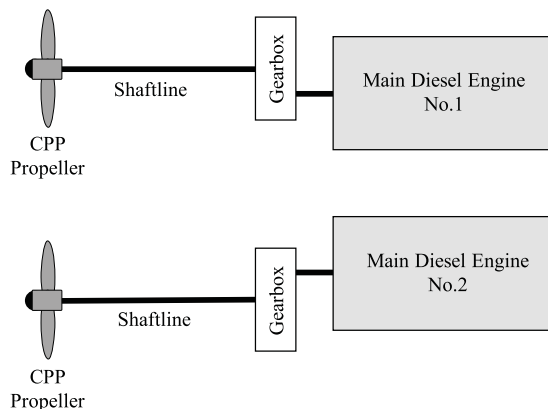 Gearbox
Main Diesel Engine
No.1
Shaftline
CPP
Propeller
Gearbox
Main Diesel Engine
No.2
Shaftline
CPP
Propeller